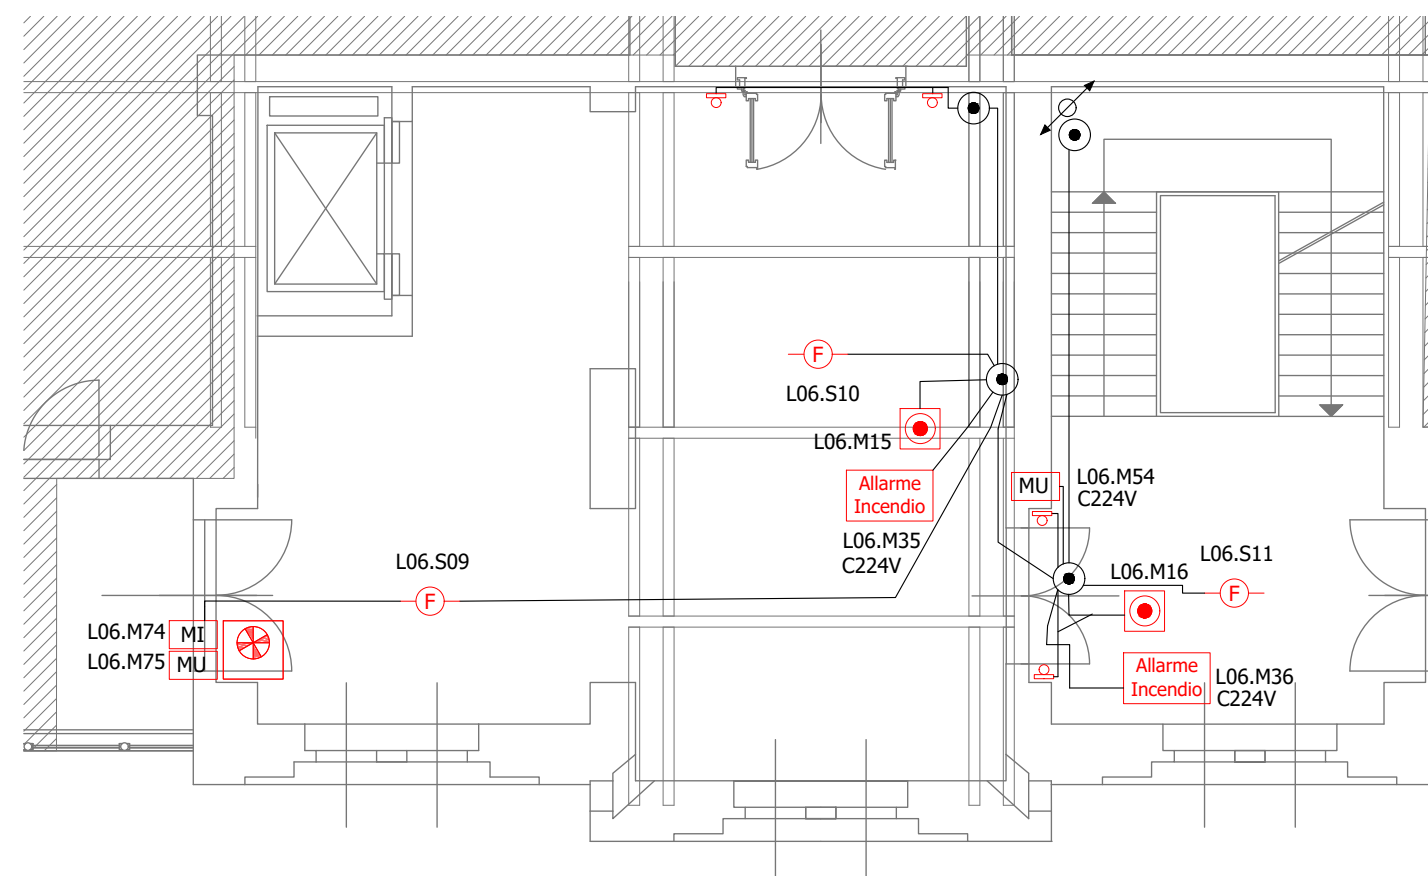 F
L06.S10
L06.M15
Allarme
Incendio
L06.M35
C224V
MU
L06.M54
C224V
L06.S09
F
L06.S11
L06.M16
F
L06.M74
MI
L06.M75
MU
Allarme
Incendio
L06.M36
C224V